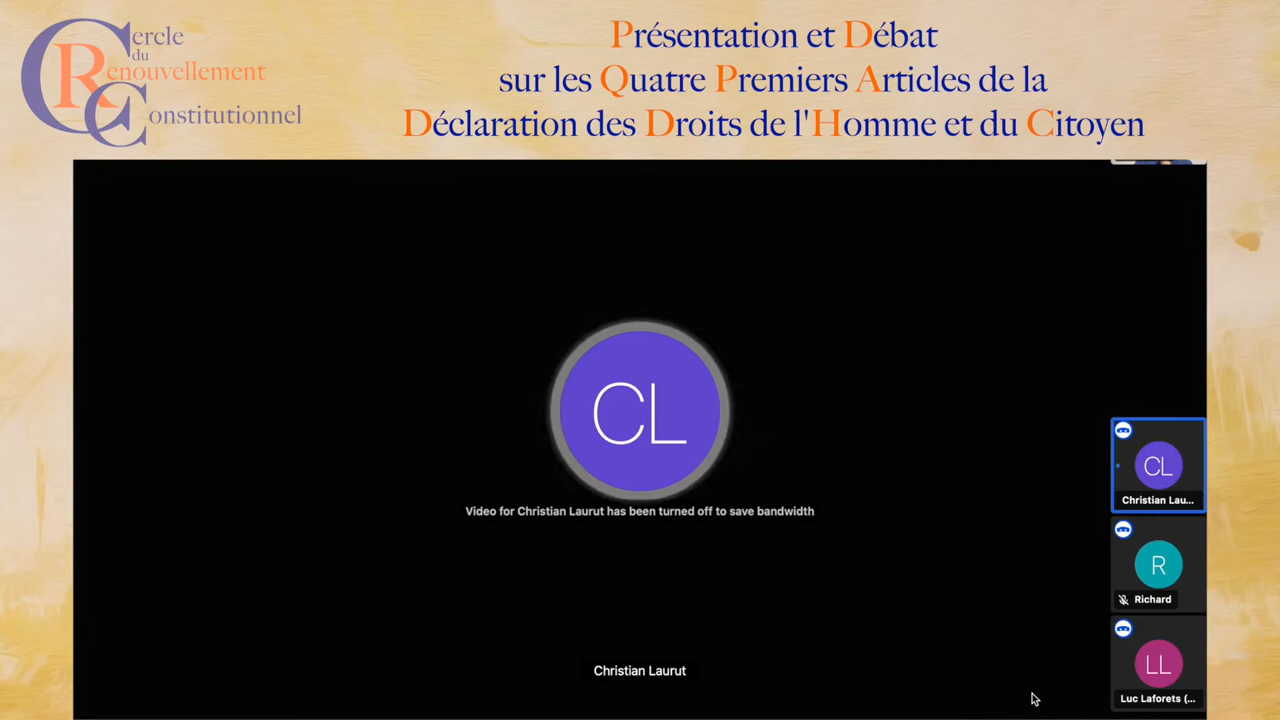 Cercle
du
Renouvellement
Constitutionnel
Présentation et Débat
sur les Quatre Premiers Articles de la
Déclaration des Droits de l'Homme et du Citoyen
CL
Video for Christian Laurut has been turned off to save bandwidth
Christian Laurut
CL
Christian Lau...
R
Richard
LL
Luc Laforets (...